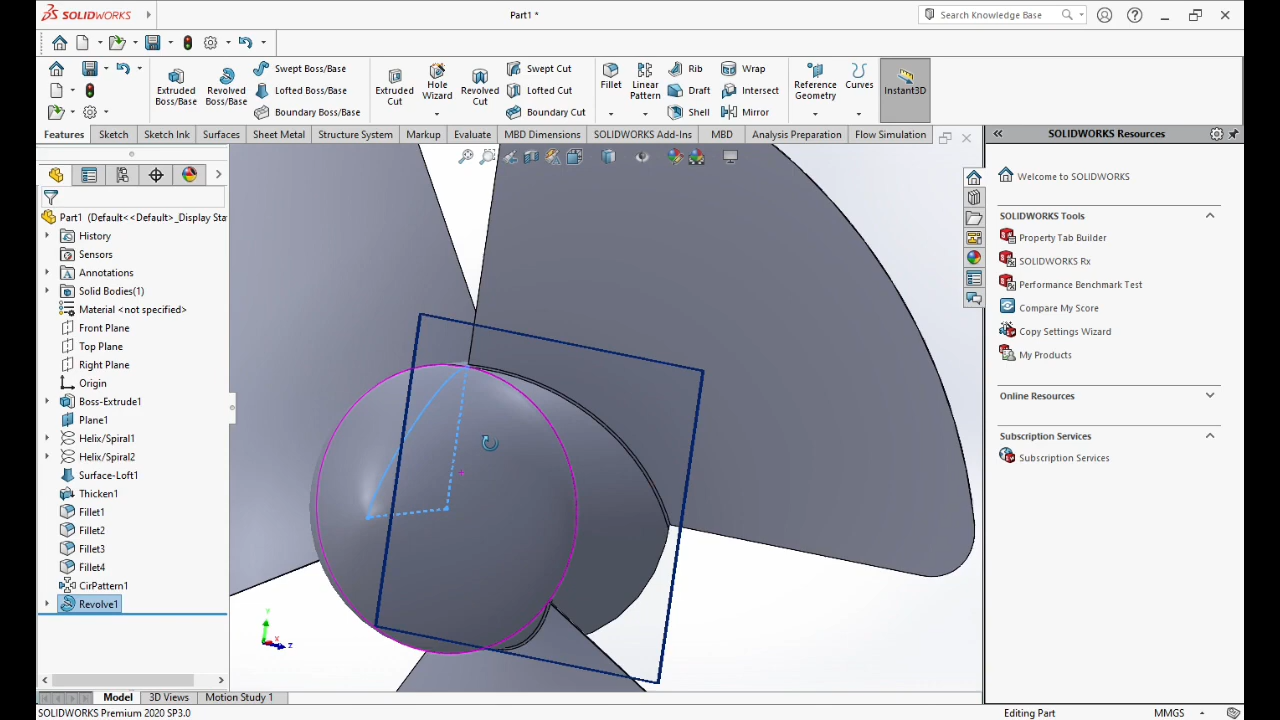 SOLIDWORKS
Part1 *
Search Knowledge Base
Extruded Boss/Base
Revolved Boss/Base
Swept Boss/Base
Lofted Boss/Base
Boundary Boss/Base
Extruded Cut
Hole Wizard
Revolved Cut
Swept Cut
Lofted Cut
Boundary Cut
Fillet
Linear Pattern
Rib
Draft
Shell
Wrap
Intersect
Mirror
Reference Geometry
Curves
Instant3D
Features
Sketch
Sketch Ink
Surfaces
Sheet Metal
Structure System
Markup
Evaluate
MBD Dimensions
SOLIDWORKS Add-Ins
MBD
Analysis Preparation
Flow Simulation
Part1 (Default<<Default>_Display Sta
History
Sensors
Annotations
Solid Bodies(1)
Material <not specified>
Front Plane
Top Plane
Right Plane
Origin
Boss-Extrude1
Plane1
Helix/Spiral1
Helix/Spiral2
Surface-Loft1
Thicken1
Fillet1
Fillet2
Fillet3
Fillet4
CirPattern1
Revolve1
Y
X
Z
SOLIDWORKS Resources
Welcome to SOLIDWORKS
SOLIDWORKS Tools
Property Tab Builder
SOLIDWORKS Rx
Performance Benchmark Test
Compare My Score
Copy Settings Wizard
My Products
Online Resources
Subscription Services
Subscription Services
Model
3D Views
Motion Study 1
SOLIDWORKS Premium 2020 SP3.0
Editing Part
MMGS